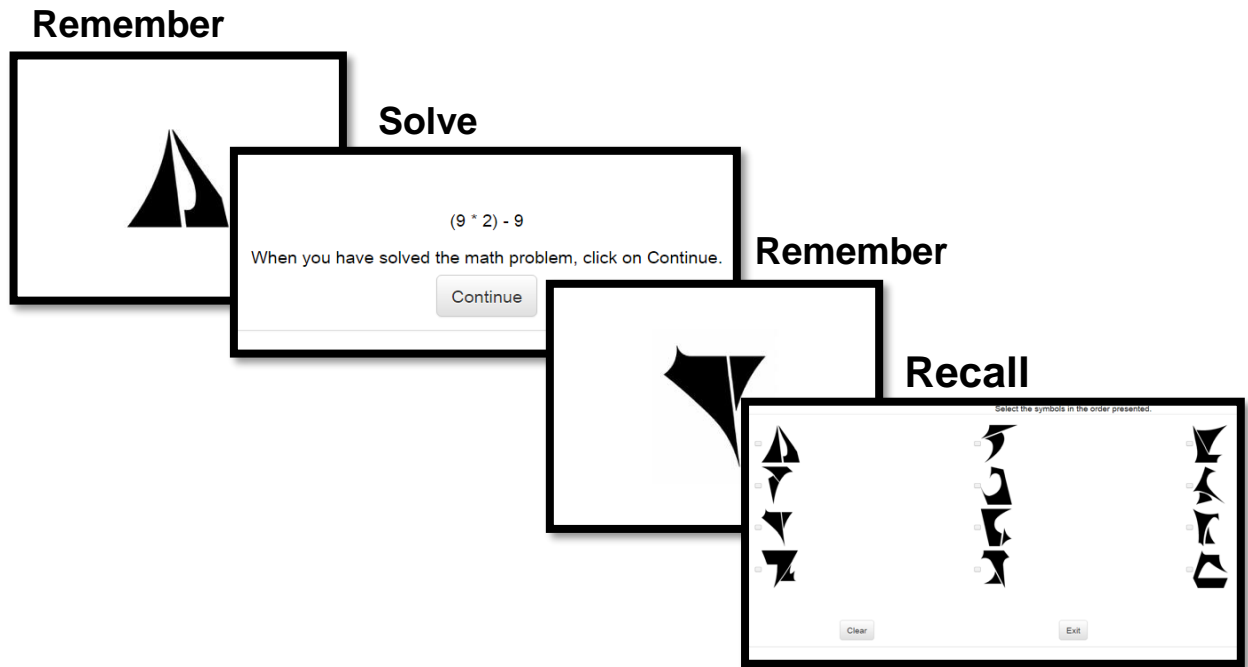 Remember
Solve
(9 * 2) - 9
When you have solved the math problem, click on Continue.
Continue
Remember
Recall
Select the symbols in the order presented.
Clear
Exit